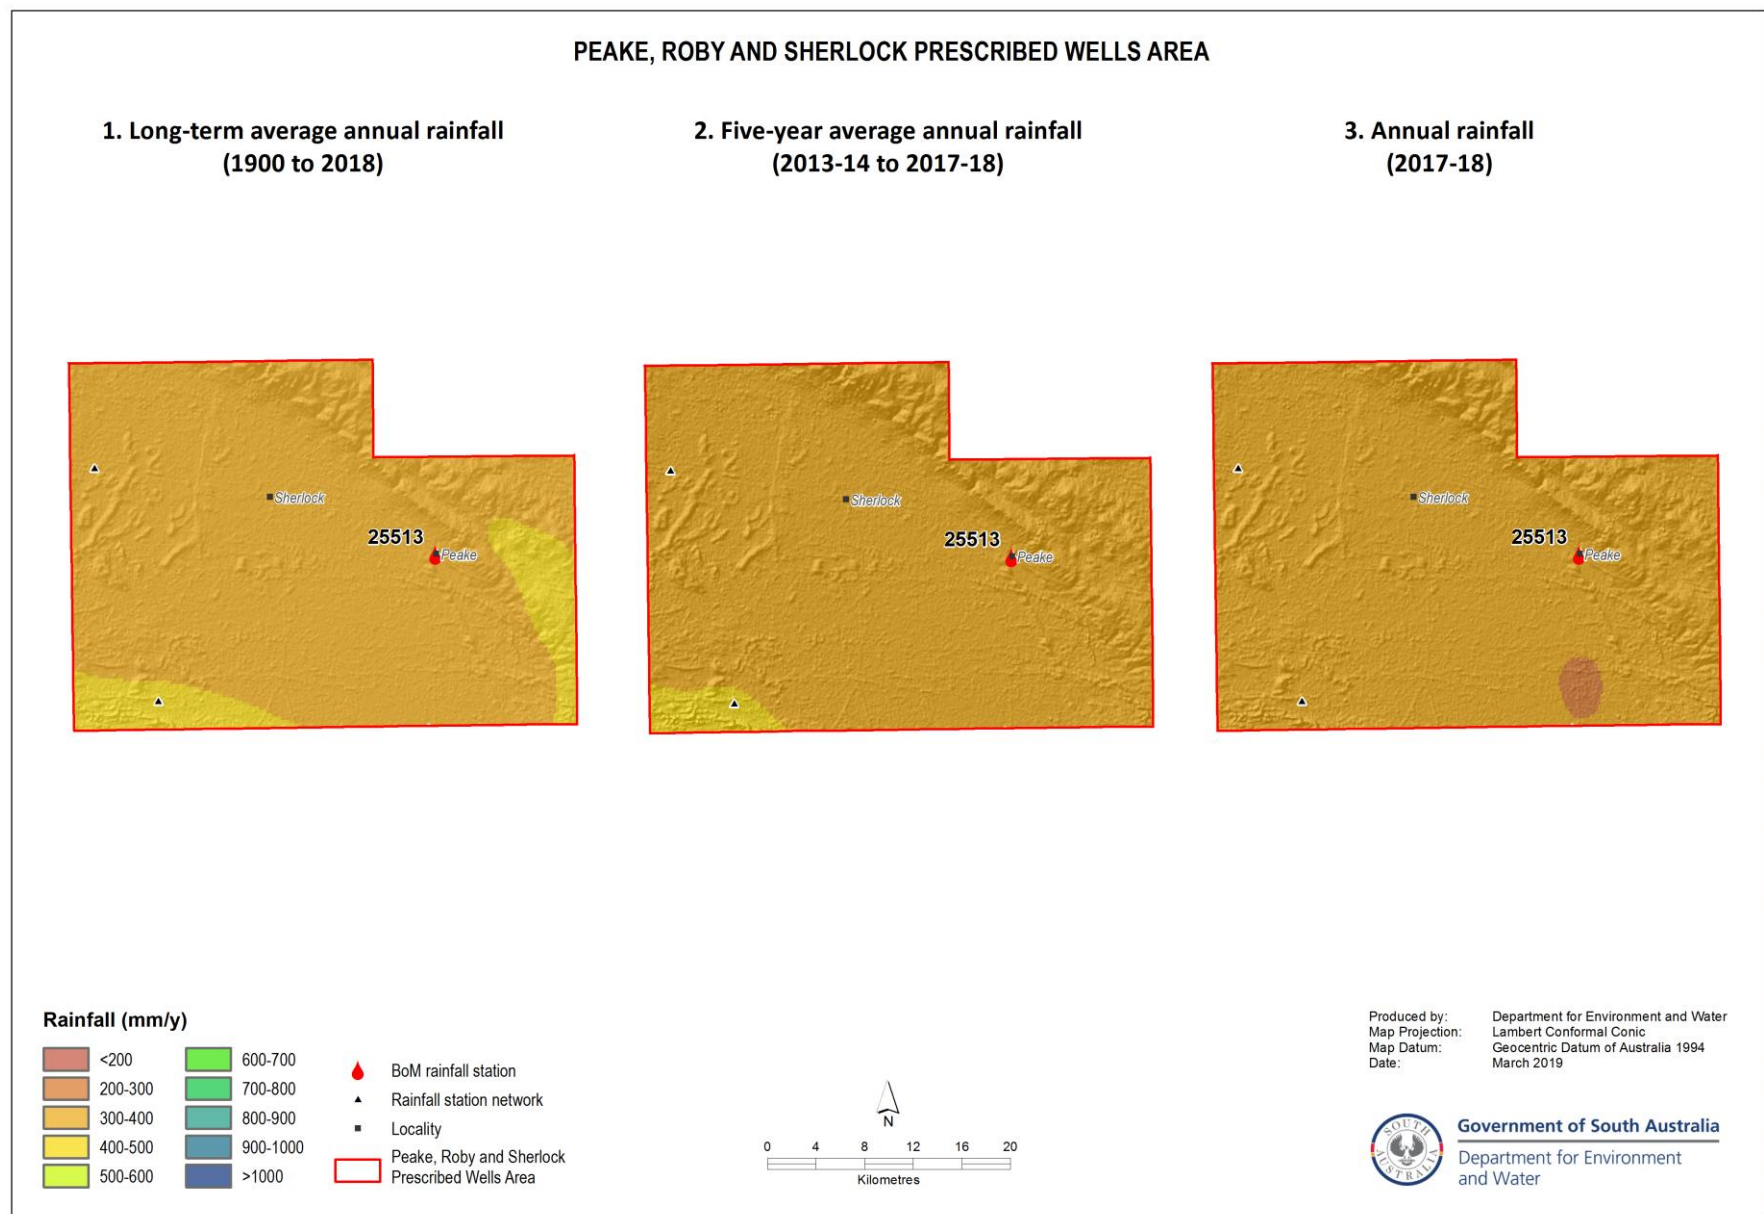 PEAKE, ROBY AND SHERLOCK PRESCRIBED WELLS AREA
1. Long-term average annual rainfall
(1900 to 2018)
2. Five-year average annual rainfall
(2013-14 to 2017-18)
3. Annual rainfall
(2017-18)
Sherlock
25513
Peake
Sherlock
25513
Peake
Sherlock
25513
Peake
Rainfall (mm/y)
<200
200-300
300-400
400-500
500-600
600-700
700-800
800-900
900-1000
>1000
BoM rainfall station
Rainfall station network
Locality
Peake, Roby and Sherlock
Prescribed Wells Area
N
0 4 8 12 16 20
Kilometres
Produced by: Department for Environment and Water
Map Projection: Lambert Conformal Conic
Map Datum: Geocentric Datum of Australia 1994
Date: March 2019
SOUTH
AUSTRALIA
Government of South Australia
Department for Environment
and Water